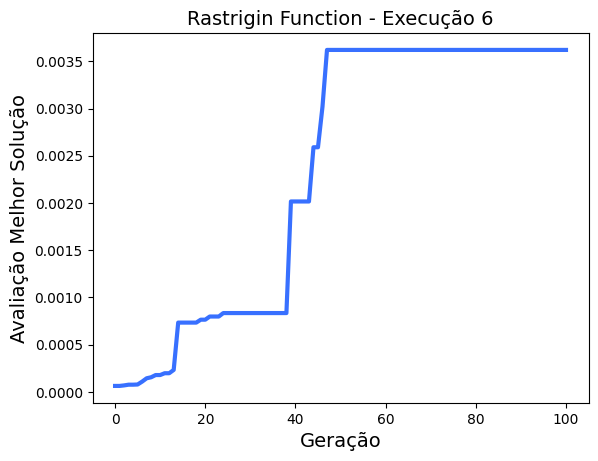 Rastrigin Function - Execução 6
Avaliação Melhor Solução
0.0035
0.0030
0.0025
0.0020
0.0015
0.0010
0.0005
0.0000
0 20 40 60 80 100
Geração